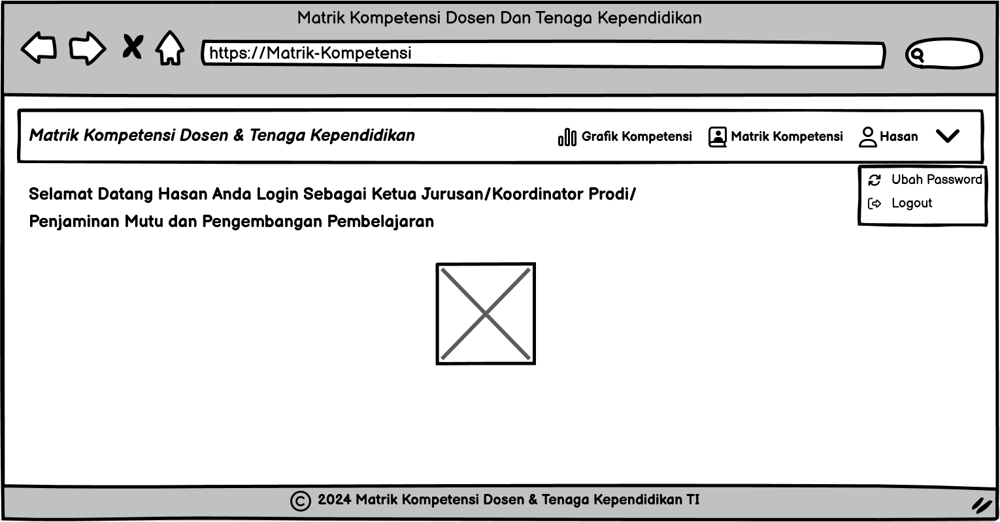 Matrik Kompetensi Dosen Dan Tenaga Kependidikan
https://Matrik-Kompetensi
Matrik Kompetensi Dosen & Tenaga Kependidikan
Grafik Kompetensi
Matrik Kompetensi
Hasan
Ubah Password
Logout
Selamat Datang Hasan Anda Login Sebagai Ketua Jurusan/Koordinator Prodi/
Penjaminan Mutu dan Pengembangan Pembelajaran
© 2024 Matrik Kompetensi Dosen & Tenaga Kependidikan TI